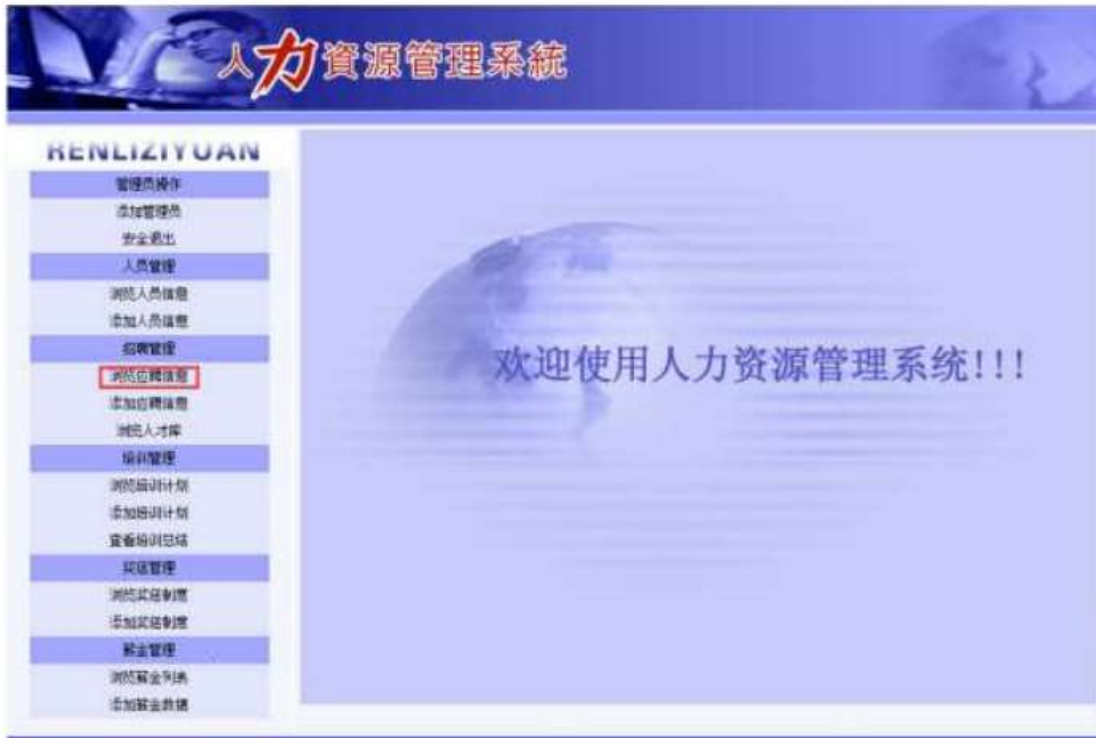 人力資源管理系統
RENLIZIYUAN
管理员操作
添加管理员
安全退出
人员管理
浏览人员信息
添加人员信息
招聘管理
浏览应聘信息
添加应聘信息
浏览人才库
培训管理
浏览培训计划
添加培训计划
查看培训总结
奖惩管理
浏览奖惩制度
添加奖惩制度
薪金管理
浏览薪金列表
添加薪金数据
欢迎使用人力资源管理系统!!!